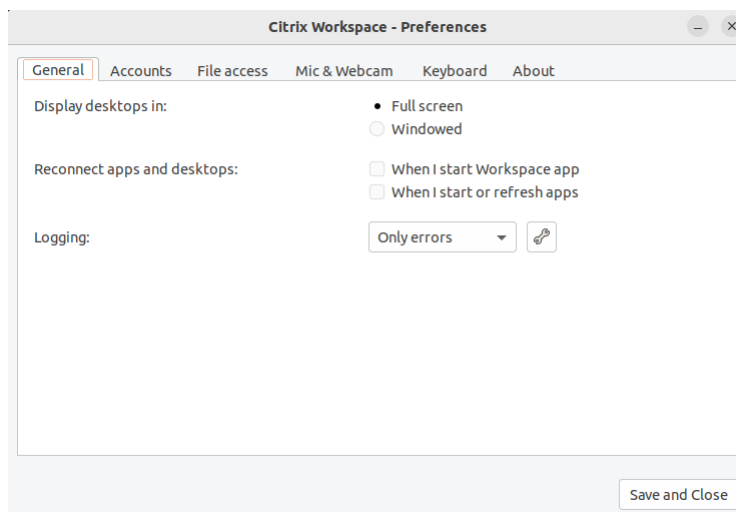 Citrix Workspace - Preferences
General Accounts File access Mic & Webcam Keyboard About
Display desktops in: Full screen
Windowed
Reconnect apps and desktops: When I start Workspace app
When I start or refresh apps
Logging: Only errors
Save and Close